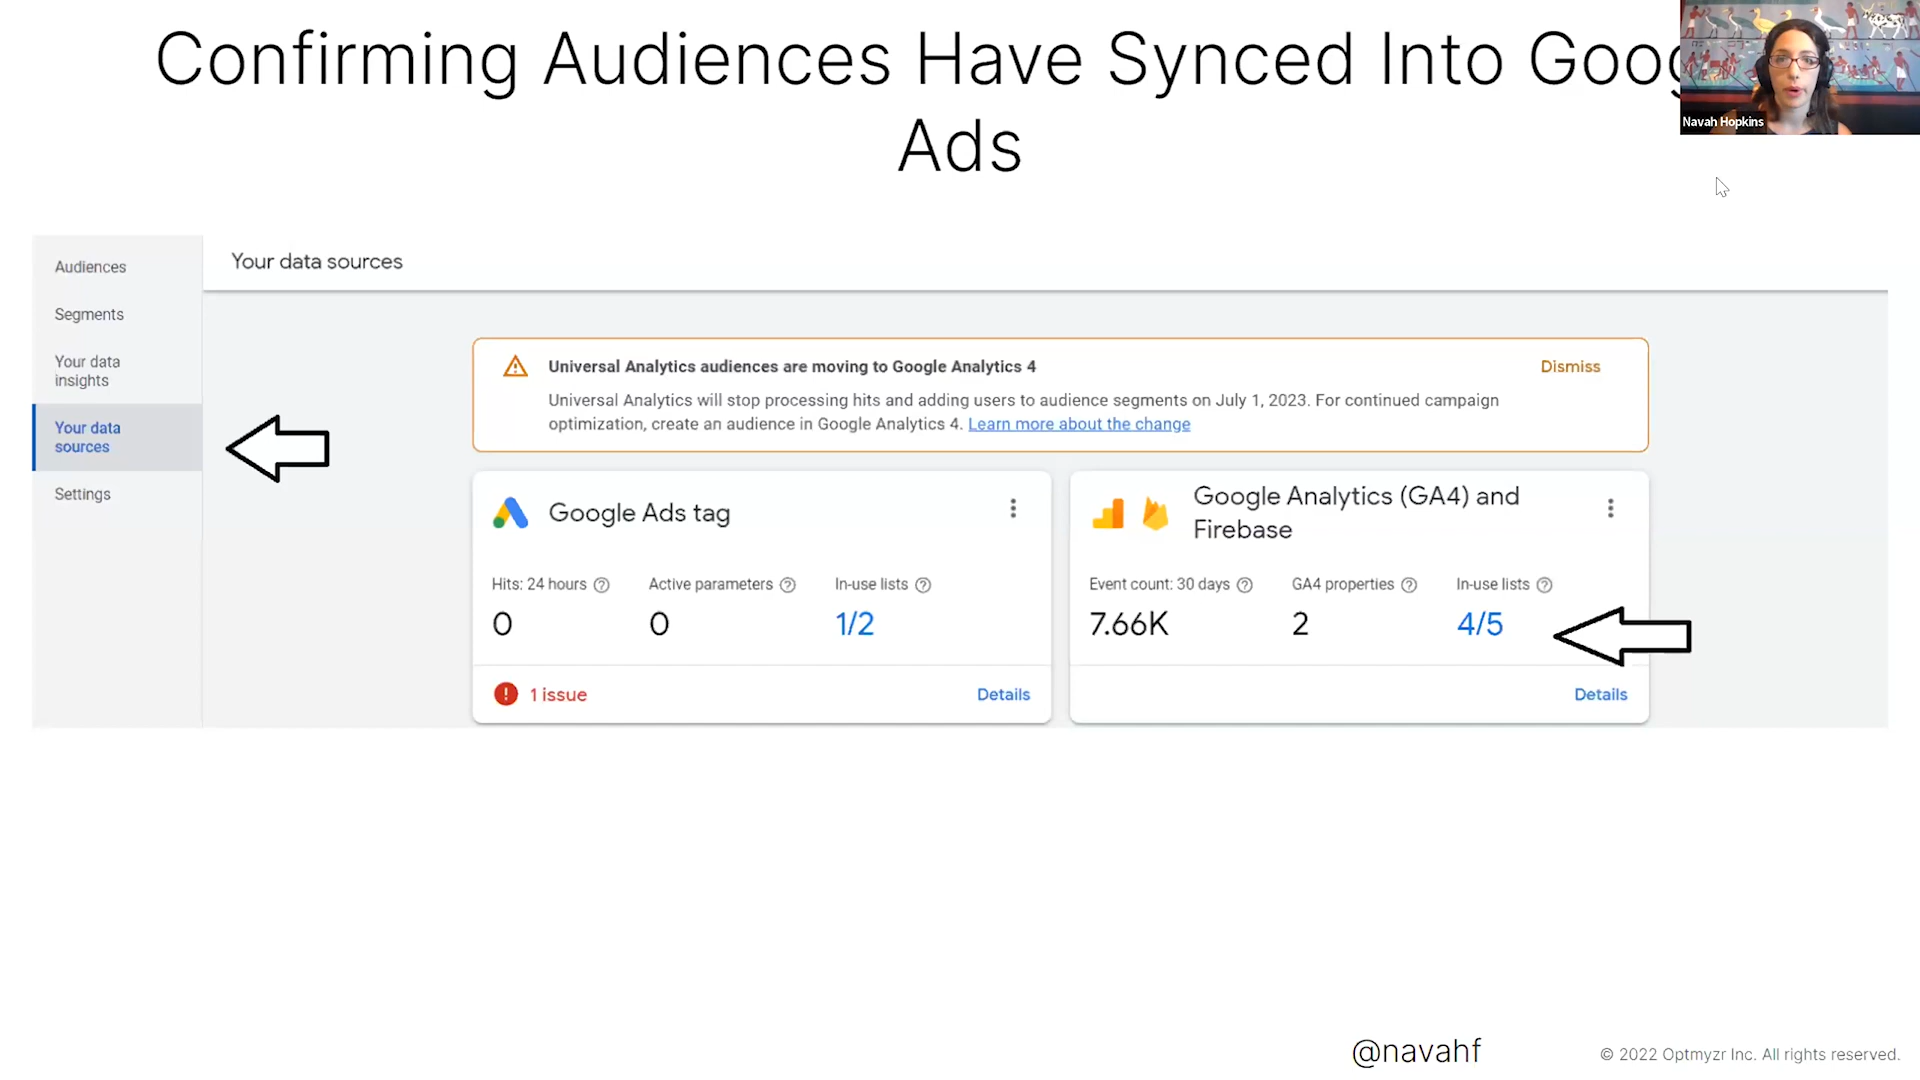 Confirming Audiences Have Synced Into Goog
Ads
Navah Hopkins
Audiences
Segments
Your data
insights
Your data
sources
Settings
Your data sources
Universal Analytics audiences are moving to Google Analytics 4
Dismiss
Universal Analytics will stop processing hits and adding users to audience segments on July 1, 2023. For continued campaign
optimization, create an audience in Google Analytics 4. Learn more about the change
Google Ads tag
Hits: 24 hours
Active parameters
In-use lists
0
0
1/2
1 issue
Details
Google Analytics (GA4) and
Firebase
Event count: 30 days
GA4 properties
In-use lists
7.66K
2
4/5
Details
@navahf
© 2022 Optmyzr Inc. All rights reserved.